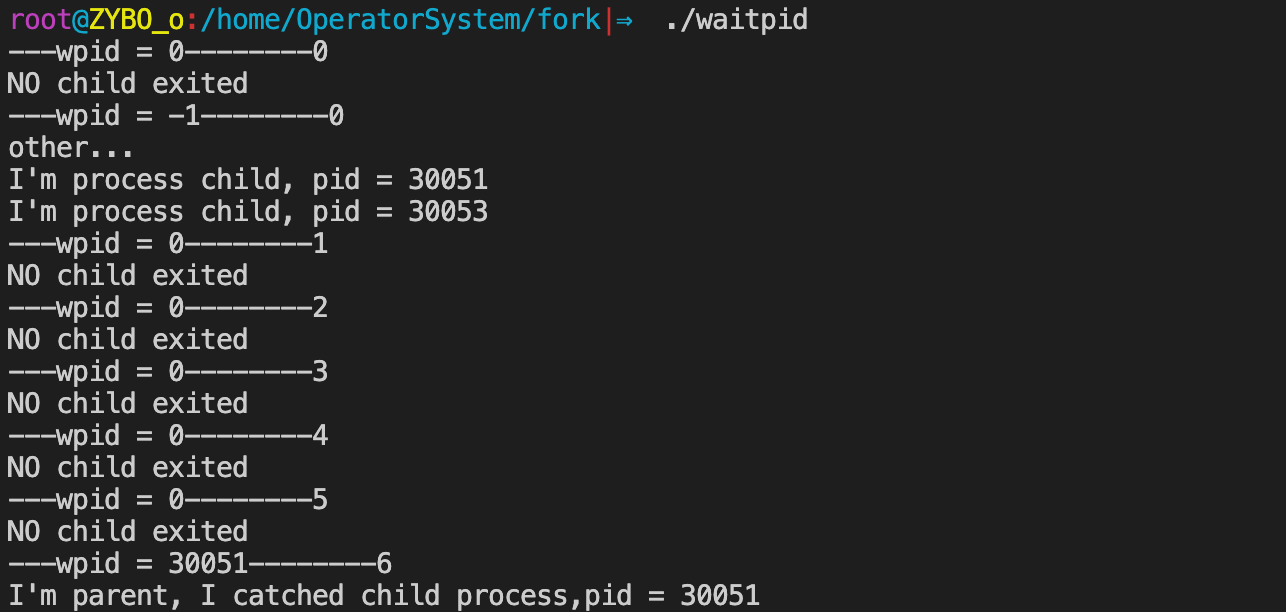 root@ZYBO_o:/home/OperatorSystem/fork|⇒  ./waitpid
---wpid = 0--------0
NO child exited
---wpid = -1--------0
other...
I'm process child, pid = 30051
I'm process child, pid = 30053
---wpid = 0--------1
NO child exited
---wpid = 0--------2
NO child exited
---wpid = 0--------3
NO child exited
---wpid = 0--------4
NO child exited
---wpid = 0--------5
NO child exited
---wpid = 30051--------6
I'm parent, I catched child process,pid = 30051